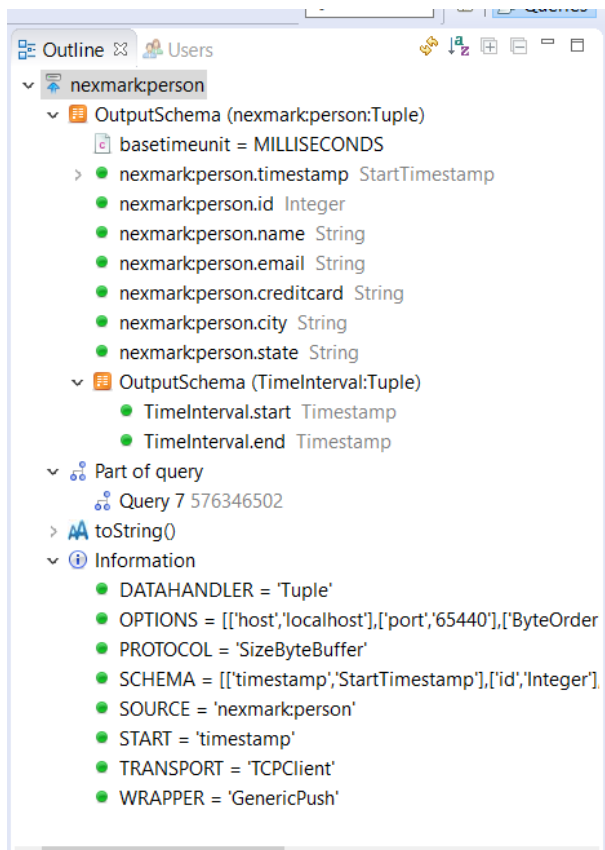 Queries
Outline Users
nexmark:person
OutputSchema (nexmark:person:Tuple)
basetimeunit = MILLISECONDS
nexmark:person.timestamp StartTimestamp
nexmark:person.id Integer
nexmark:person.name String
nexmark:person.email String
nexmark:person.creditcard String
nexmark:person.city String
nexmark:person.state String
OutputSchema (TimeInterval:Tuple)
TimeInterval.start Timestamp
TimeInterval.end Timestamp
Part of query
Query 7 576346502
toString()
Information
DATAHANDLER = 'Tuple'
OPTIONS = [['host','localhost'],['port','65440'],['ByteOrder
PROTOCOL = 'SizeByteBuffer'
SCHEMA = [['timestamp','StartTimestamp'],['id','Integer'],
SOURCE = 'nexmark:person'
START = 'timestamp'
TRANSPORT = 'TCPClient'
WRAPPER = 'GenericPush'